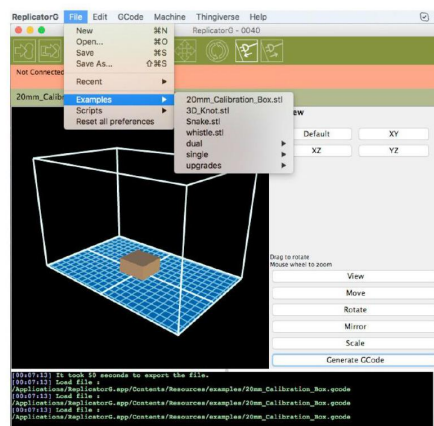 ReplicatorG File Edit GCode Machine Thingiverse Help
ReplicatorG - 0040
New ⌘N
Open... ⌘O
Save ⌘S
Save As... ⇧⌘S
Not Connected
Recent
20mm_Calib
Examples
Scripts
Reset all preferences
20mm_Calibration_Box.stl
3D_Knot.stl
Snake.stl
whistle.stl
dual
single
upgrades
ew
Default XY
XZ YZ
Drag to rotate
Mouse wheel to zoom
View
Move
Rotate
Mirror
Scale
Generate GCode
[00:07:13] It took 50 seconds to export the file.
[00:07:13] Load file :
/Applications/ReplicatorG.app/Contents/Resources/examples/20mm_Calibration_Box.gcode
[00:07:13] Load file :
/Applications/ReplicatorG.app/Contents/Resources/examples/20mm_Calibration_Box.gcode
[00:07:13] Load file :
/Applications/ReplicatorG.app/Contents/Resources/examples/20mm_Calibration_Box.gcode